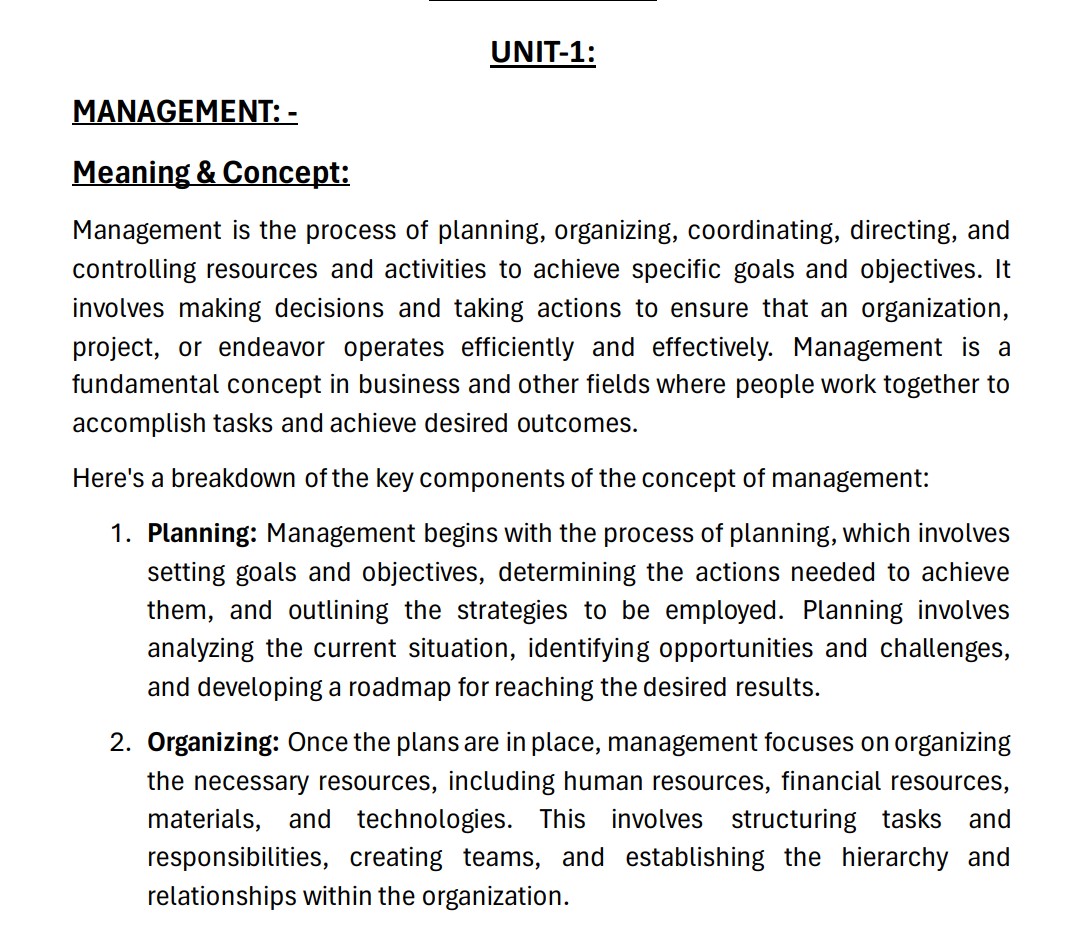 UNIT-1:
MANAGEMENT: -
Meaning & Concept:
Management is the process of planning, organizing, coordinating, directing, and
controlling resources and activities to achieve specific goals and objectives. It
involves making decisions and taking actions to ensure that an organization,
project, or endeavor operates efficiently and effectively. Management is a
fundamental concept in business and other fields where people work together to
accomplish tasks and achieve desired outcomes.
Here's a breakdown of the key components of the concept of management:
1. Planning: Management begins with the process of planning, which involves
setting goals and objectives, determining the actions needed to achieve
them, and outlining the strategies to be employed. Planning involves
analyzing the current situation, identifying opportunities and challenges,
and developing a roadmap for reaching the desired results.
2. Organizing: Once the plans are in place, management focuses on organizing
the necessary resources, including human resources, financial resources,
materials, and technologies. This involves structuring tasks and
responsibilities, creating teams, and establishing the hierarchy and
relationships within the organization.